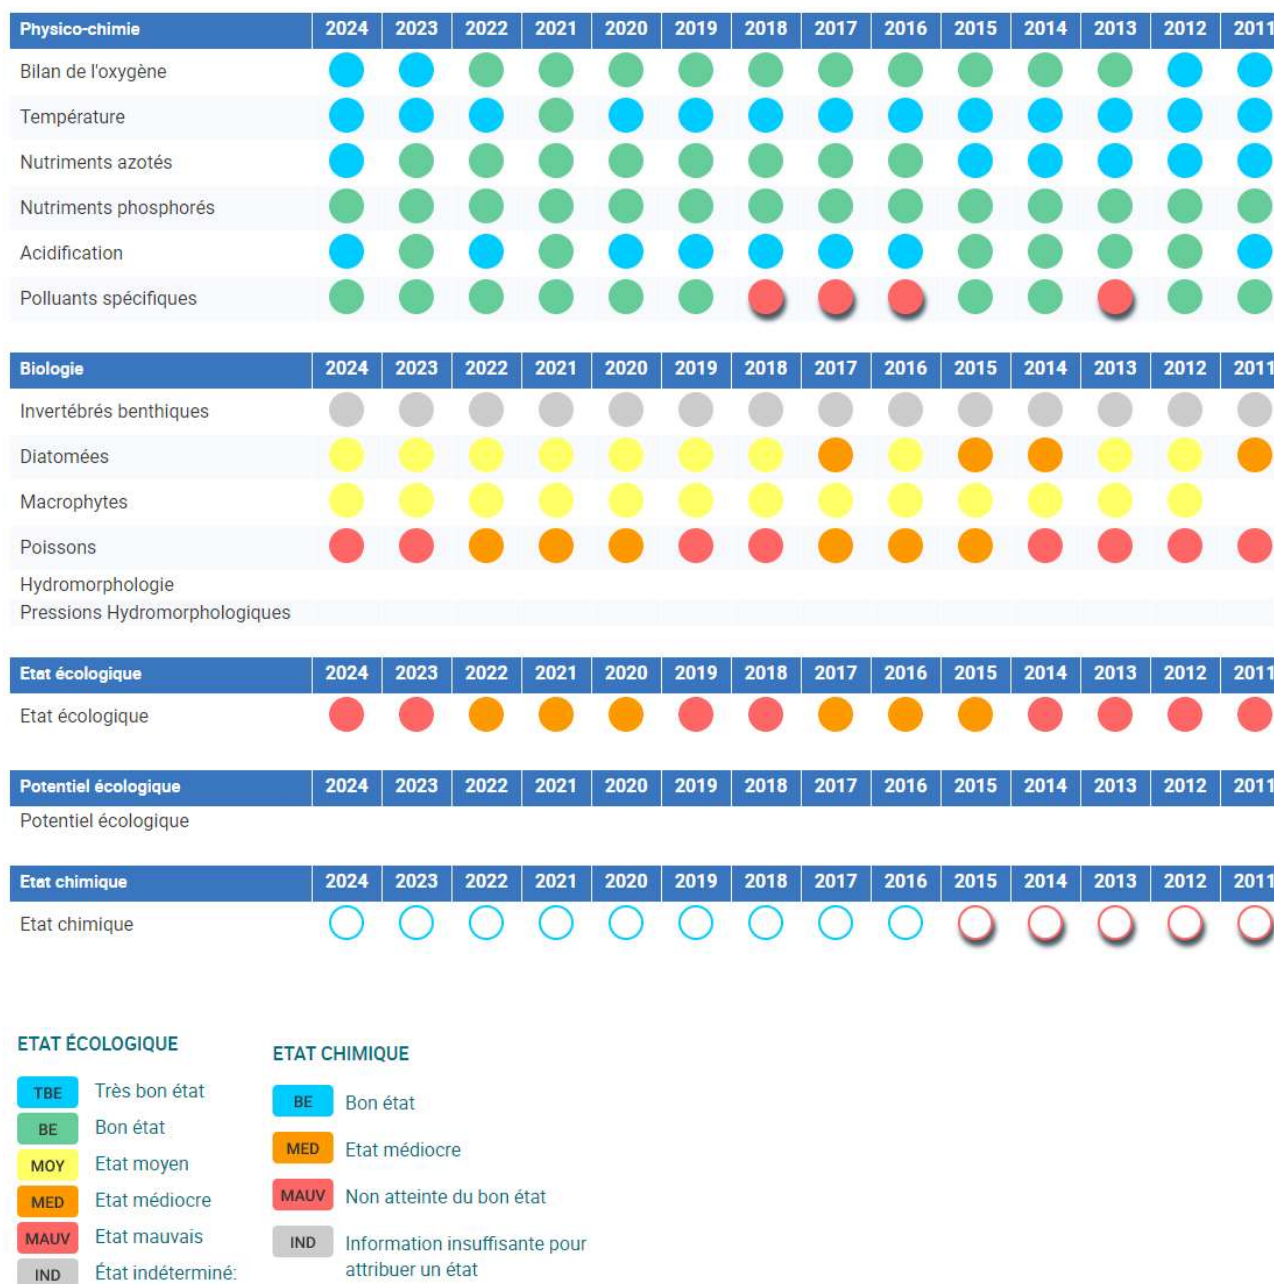 Physico-chimie 2024 2023 2022 2021 2020 2019 2018 2017 2016 2015 2014 2013 2012 2011
Bilan de l'oxygène
Température
Nutriments azotés
Nutriments phosphorés
Acidification
Polluants spécifiques
Biologie 2024 2023 2022 2021 2020 2019 2018 2017 2016 2015 2014 2013 2012 2011
Invertébrés benthiques
Diatomées
Macrophytes
Poissons
Hydromorphologie
Pressions Hydromorphologiques
Etat écologique 2024 2023 2022 2021 2020 2019 2018 2017 2016 2015 2014 2013 2012 2011
Etat écologique
Potentiel écologique 2024 2023 2022 2021 2020 2019 2018 2017 2016 2015 2014 2013 2012 2011
Potentiel écologique
Etat chimique 2024 2023 2022 2021 2020 2019 2018 2017 2016 2015 2014 2013 2012 2011
Etat chimique
ETAT ÉCOLOGIQUE
TBE Très bon état
BE Bon état
MOY Etat moyen
MED Etat médiocre
MAUV Etat mauvais
IND État indéterminé:
ETAT CHIMIQUE
BE Bon état
MED Etat médiocre
MAUV Non atteinte du bon état
IND Information insuffisante pour
attribuer un état